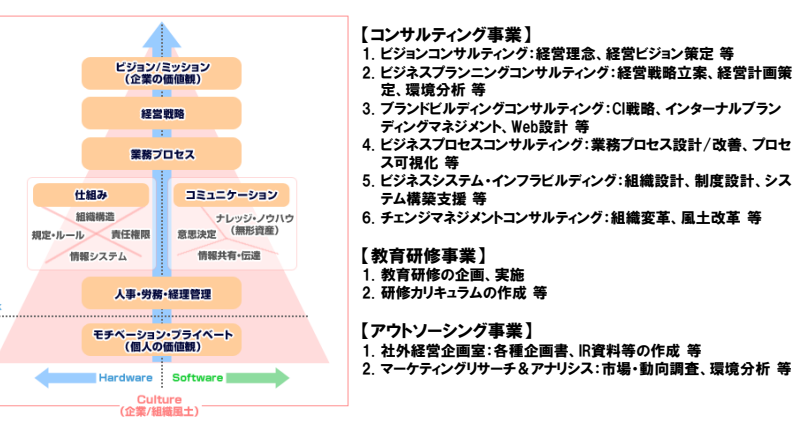 ビジョン/ミッション
(企業の価値観)
経営戦略
業務プロセス
仕組み
組織構造
規定・ルール
責任権限
情報システム
コミュニケーション
ナレッジ・ノウハウ
(無形資産)
意思決定
情報共有・伝達
人事・労務・経理管理
モチベーション・プライベート
(個人の価値観)
Hardware
Software
Culture
(企業/組織風土)
【コンサルティング事業】
1. ビジョンコンサルティング:経営理念、経営ビジョン策定 等
2. ビジネスプランニングコンサルティング:経営戦略立案、経営計画策
定、環境分析 等
3. ブランドビルディングコンサルティング:CI戦略、インターナルブラン
ディングマネジメント、Web設計 等
4. ビジネスプロセスコンサルティング:業務プロセス設計/改善、プロセ
ス可視化 等
5. ビジネスシステム・インフラビルディング:組織設計、制度設計、シス
テム構築支援 等
6. チェンジマネジメントコンサルティング:組織変革、風土改革 等
【教育研修事業】
1. 教育研修の企画、実施
2. 研修カリキュラムの作成 等
【アウトソーシング事業】
1. 社外経営企画室:各種企画書、IR資料等の作成 等
2. マーケティングリサーチ&アナリシス:市場・動向調査、環境分析 等